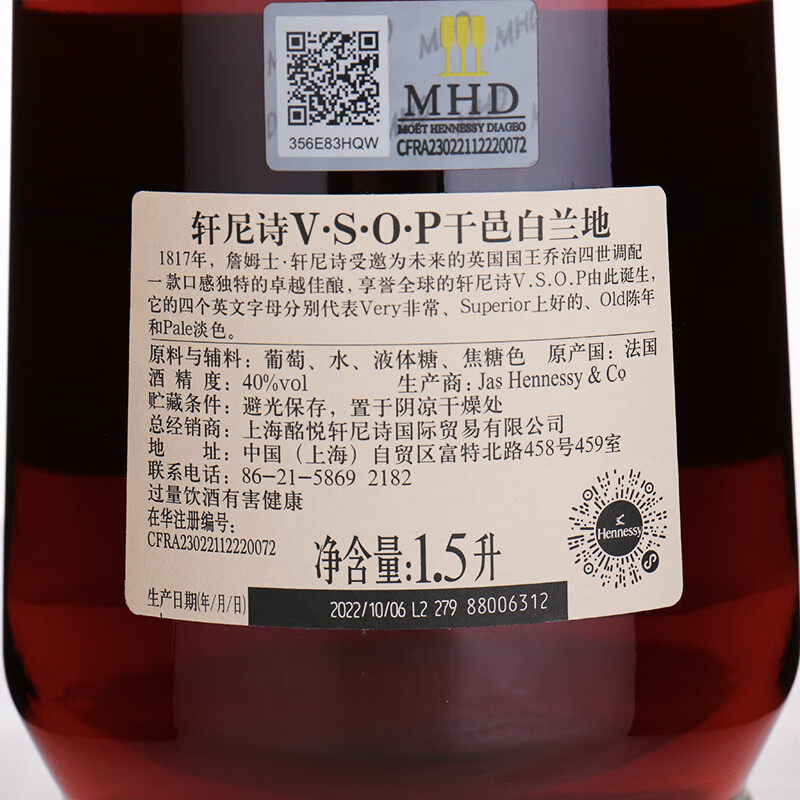 MHD
MHD
356E83HQW
MOËT HENNESSY DIAGEO
CFRA23022112220072
轩尼诗V·S·O·P干邑白兰地
1817年，詹姆士·轩尼诗受邀为未来的英国国王乔治四世调配
一款口感独特的卓越佳酿，享誉全球的轩尼诗V.S.O.P由此诞生，
它的四个英文字母分别代表Very非常、Superior上好的、Old陈年
和Pale淡色。
原料与辅料：葡萄、水、液体糖、焦糖色 原产国：法国
酒 精 度：40%vol 生产商：Jas Hennessy & Co
贮藏条件：避光保存，置于阴凉干燥处
总经销商：上海酩悦轩尼诗国际贸易有限公司
地 址：中国（上海）自贸区富特北路458号459室
联系电话：86-21-5869 2182
过量饮酒有害健康
在华注册编号：
CFRA23022112220072
Hennessy
净含量:1.5升
生产日期(年/月/日)
2022/10/06 L2 279 88006312